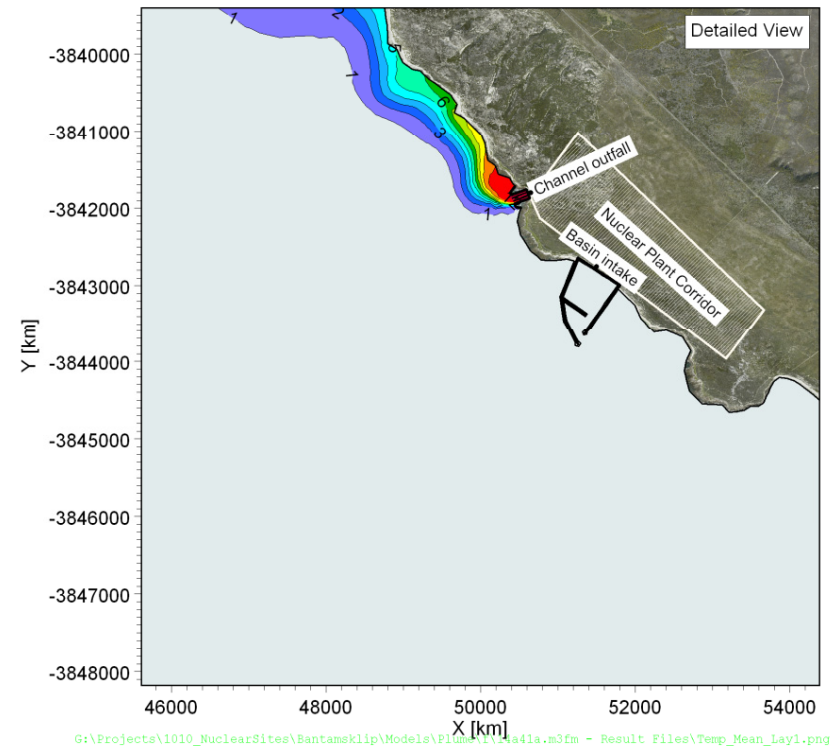 Detailed View
-3840000
-3841000
-3842000
-3843000
-3844000
-3845000
-3846000
-3847000
-3848000
Y [km]
1
2
5
1
6
3
1
Channel outfall
Nuclear Plant Corridor
Basin intake
46000
48000
50000
52000
54000
X [km]
G:\Projects\1010_NuclearSites\Bantamsklip\Models\Plume\
- Result Files\Temp_Mean_Lay1.png